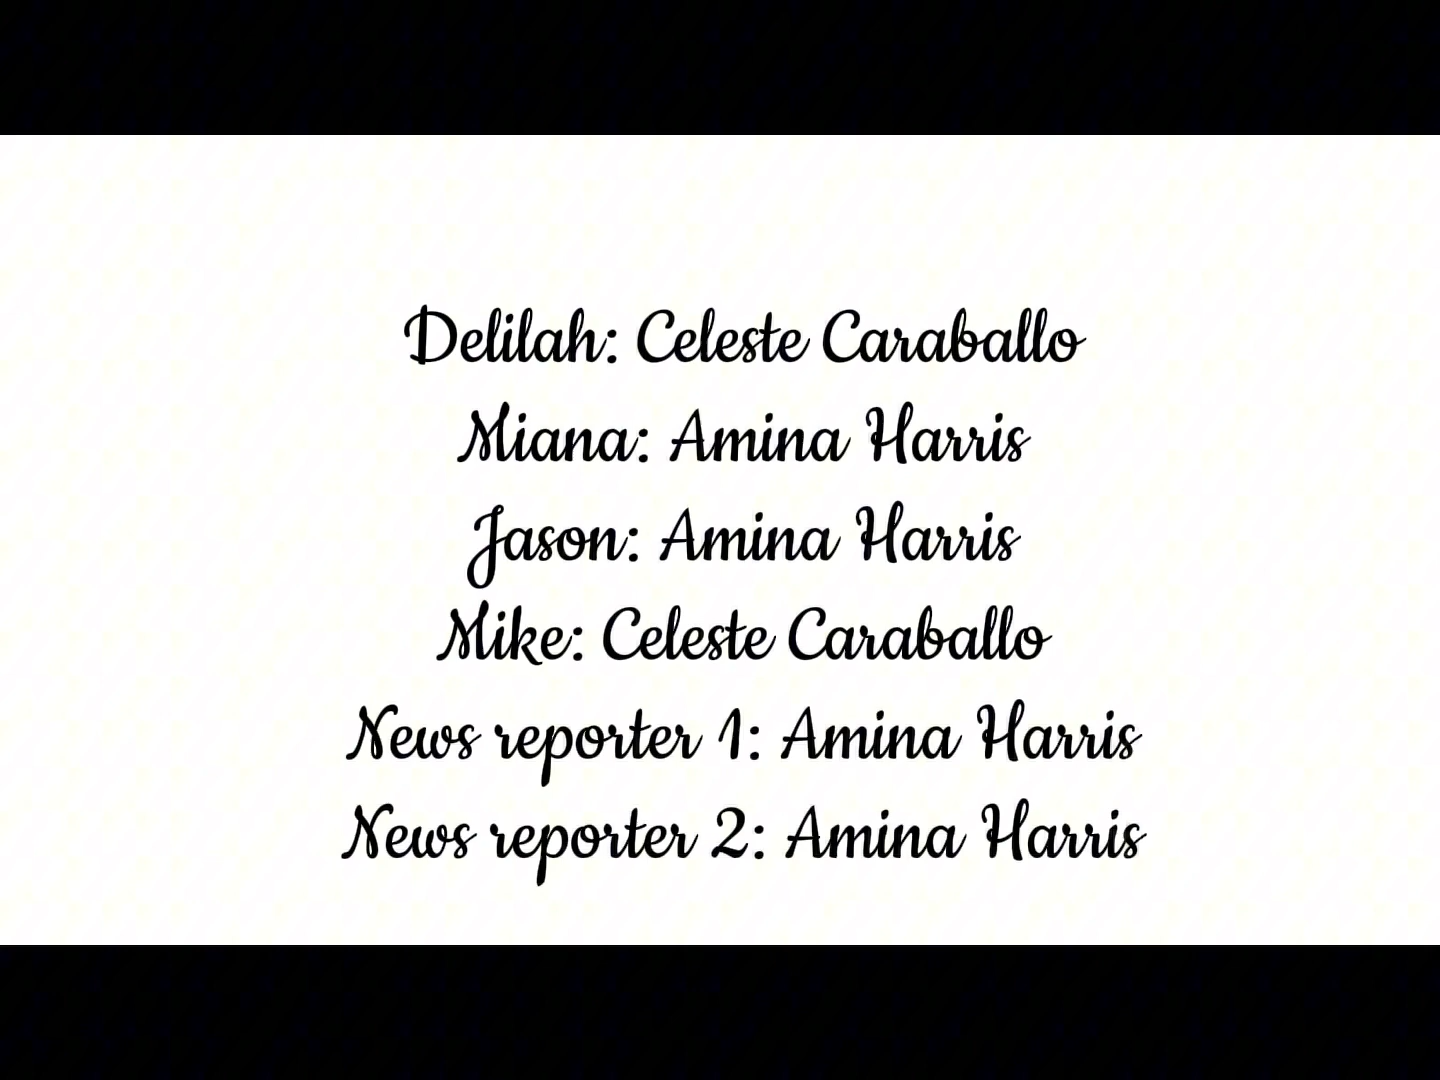 Delilah: Celeste Caraballo
Miana: Amina Harris
Jason: Amina Harris
Mike: Celeste Caraballo
News reporter 1: Amina Harris
News reporter 2: Amina Harris